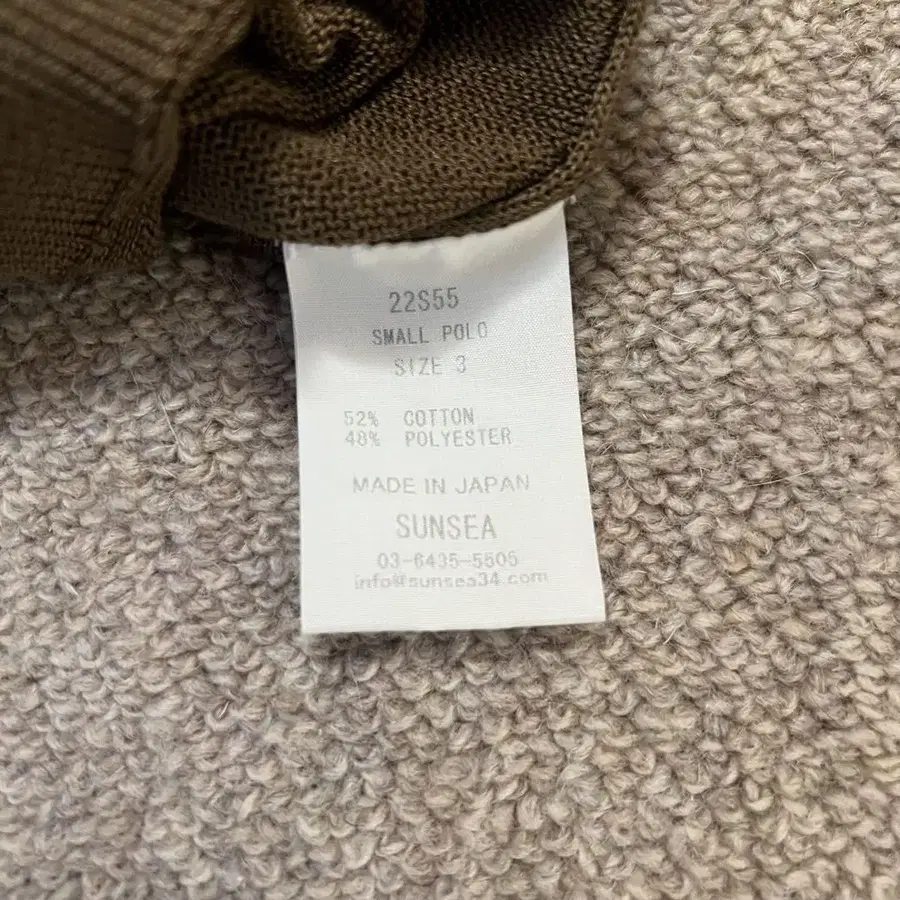 22S55
SMALL POLO
SIZE 3
52% COTTON
48% POLYESTER
MADE IN JAPAN
SUNSEA
03-6435-5505
info@sunsea34.com